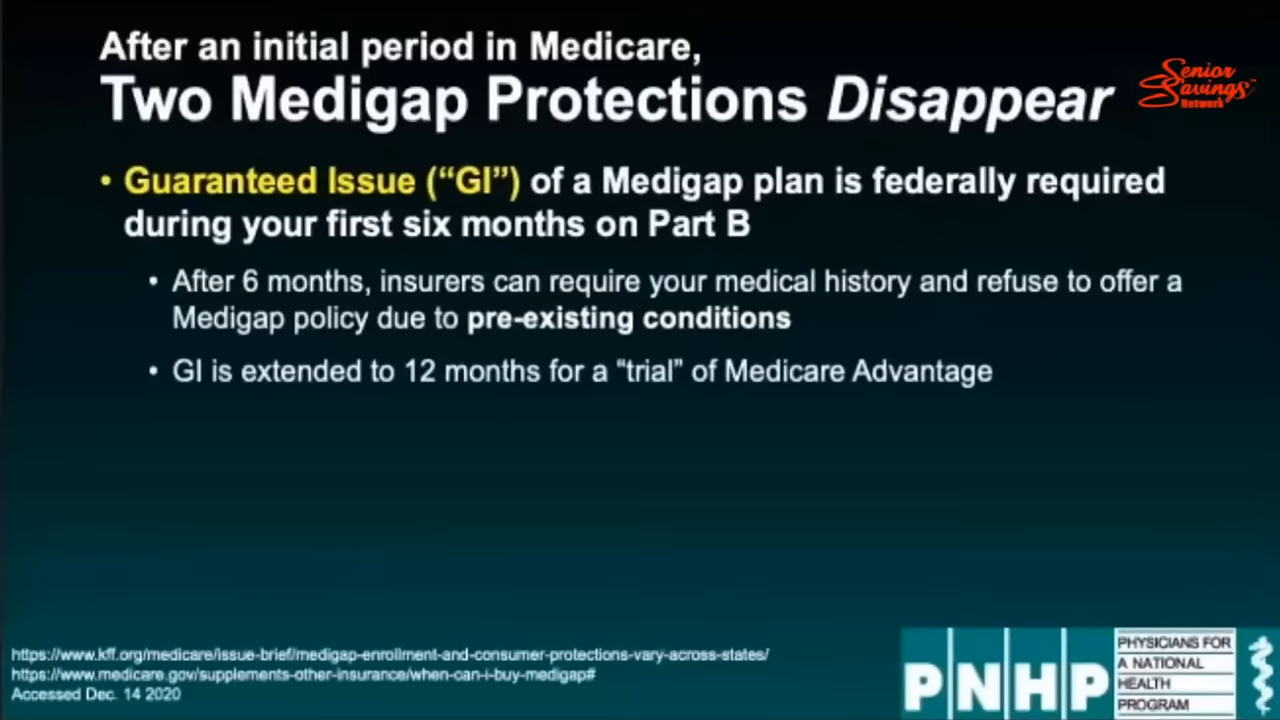 After an initial period in Medicare,
Two Medigap Protections Disappear
Senior
Savings
Network
• Guaranteed Issue (“GI”) of a Medigap plan is federally required
during your first six months on Part B
• After 6 months, insurers can require your medical history and refuse to offer a
Medigap policy due to pre-existing conditions
• GI is extended to 12 months for a “trial” of Medicare Advantage
https://www.kff.org/medicare/issue-brief/medigap-enrollment-and-consumer-protections-vary-across-states/
https://www.medicare.gov/supplements-other-insurance/when-can-i-buy-medigap#
Accessed Dec. 14 2020
PNHP
PHYSICIANS FOR
A NATIONAL
HEALTH
PROGRAM